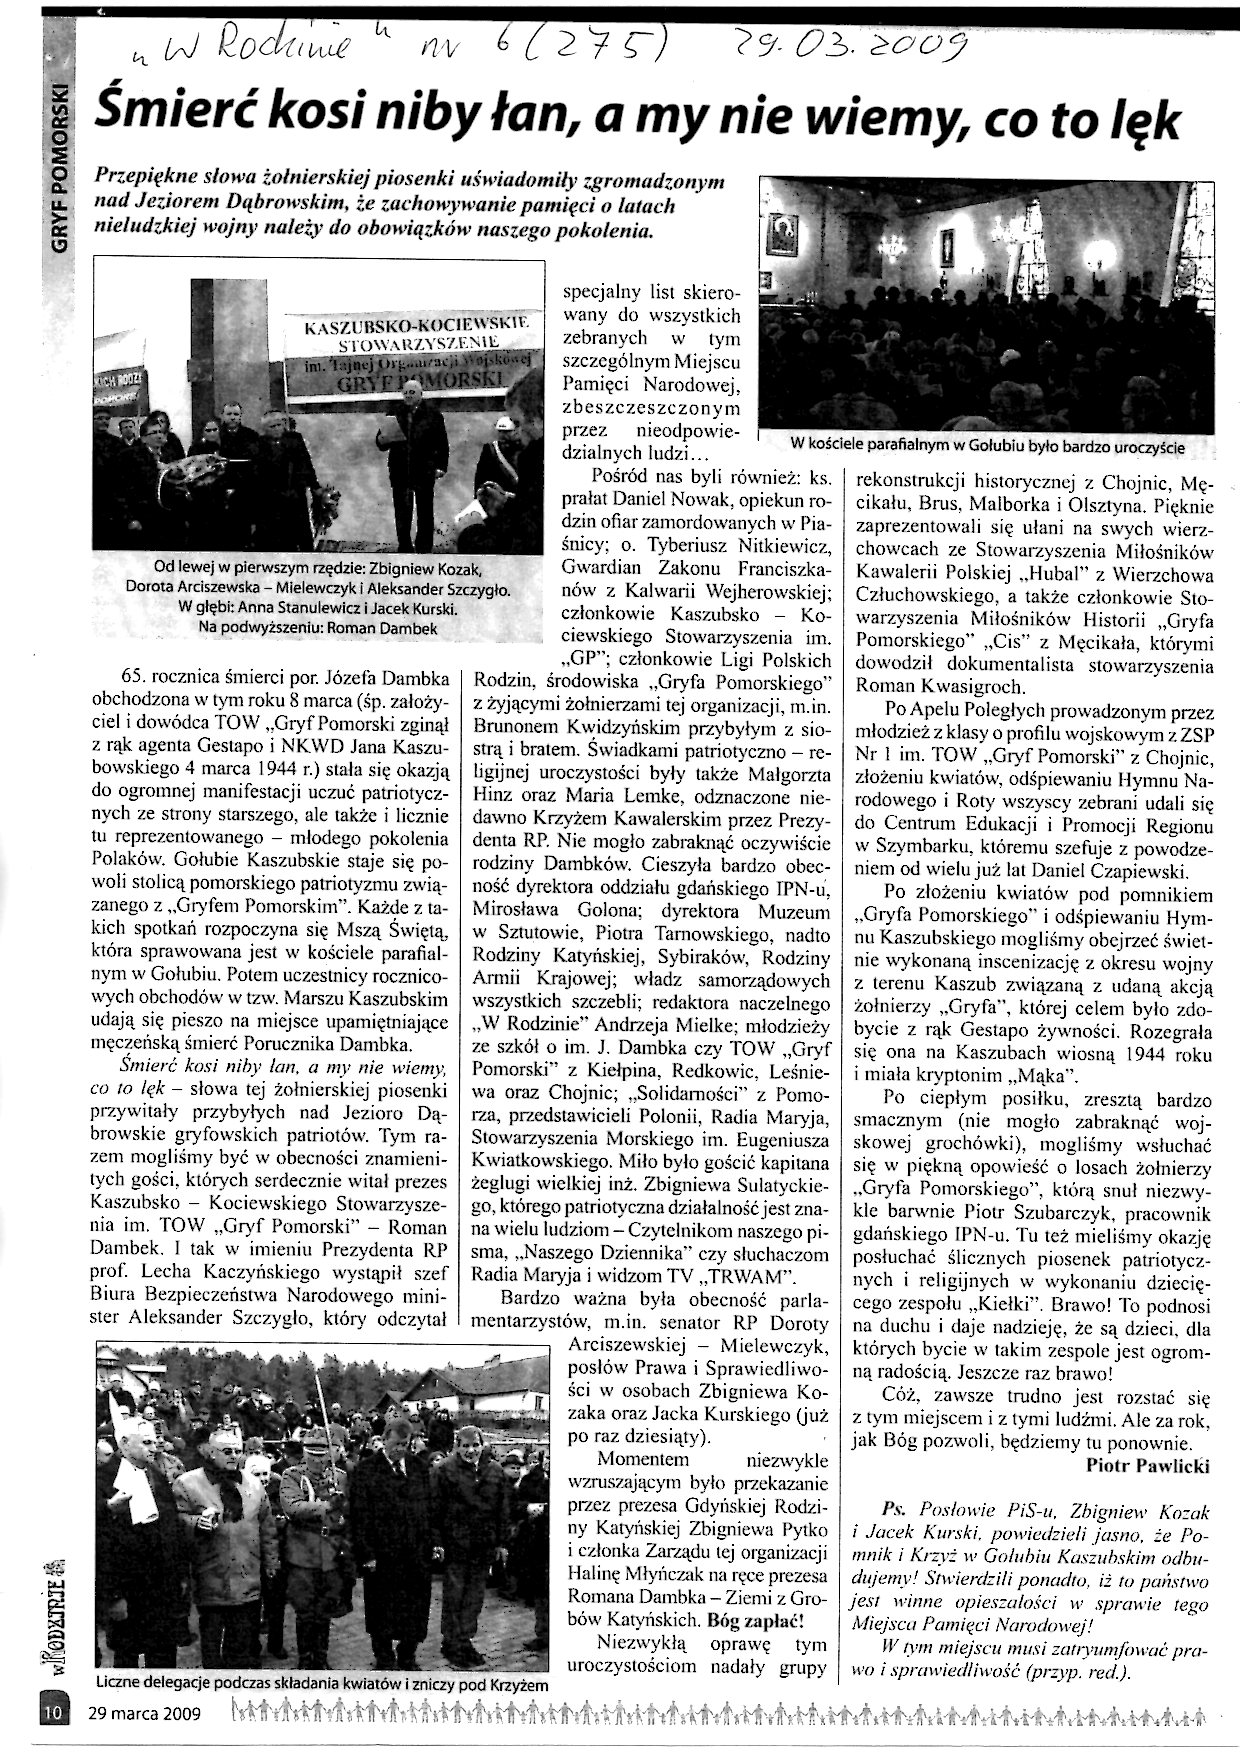 „W Rodzinie" nr 6 (275) 29.03.2009
GRYF POMORSKI
Śmierć kosi niby łan, a my nie wiemy, co to lęk
Przepiękne słowa żołnierskiej piosenki uświadomiły zgromadzonym
nad Jeziorem Dąbrowskim, że zachowywanie pamięci o latach
nieludzkiej wojny należy do obowiązków naszego pokolenia.
KASZUBSKO-KOCIEWSKIE
STOWARZYSZENIE
im. Tajnej Organizacji Wojskowej
GRYF POMORSKI
Od lewej w pierwszym rzędzie: Zbigniew Kozak,
Dorota Arciszewska – Mielewczyk i Aleksander Szczygło.
W głębi: Anna Stanulewicz i Jacek Kurski.
Na podwyższeniu: Roman Dambek
65. rocznica śmierci por. Józefa Dambka
obchodzona w tym roku 8 marca (śp. założy-
ciel i dowódca TOW „Gryf Pomorski zginął
z rąk agenta Gestapo i NKWD Jana Kaszu-
bowskiego 4 marca 1944 r.) stała się okazją
do ogromnej manifestacji uczuć patriotycz-
nych ze strony starszego, ale także i licznie
tu reprezentowanego – młodego pokolenia
Polaków. Gołubie Kaszubskie staje się po-
woli stolicą pomorskiego patriotyzmu zwią-
zanego z „Gryfem Pomorskim”. Każde z ta-
kich spotkań rozpoczyna się Mszą Świętą,
która sprawowana jest w kościele parafial-
nym w Gołubiu. Potem uczestnicy rocznico-
wych obchodów w tzw. Marszu Kaszubskim
udają się pieszo na miejsce upamiętniające
męczeńską śmierć Porucznika Dambka.
Śmierć kosi niby łan, a my nie wiemy,
co to lęk – słowa tej żołnierskiej piosenki
przywitały przybyłych nad Jezioro Dą-
browskie gryfowskich patriotów. Tym ra-
zem mogliśmy być w obecności znamieni-
tych gości, których serdecznie witał prezes
Kaszubsko – Kociewskiego Stowarzysze-
nia im. TOW „Gryf Pomorski” – Roman
Dambek. I tak w imieniu Prezydenta RP
prof. Lecha Kaczyńskiego wystąpił szef
Biura Bezpieczeństwa Narodowego mini-
ster Aleksander Szczygło, który odczytał
Liczne delegacje podczas składania kwiatów i zniczy pod Krzyżem
specjalny list skiero-
wany do wszystkich
zebranych w tym
szczególnym Miejscu
Pamięci Narodowej,
zbeszczeszczonym
przez nieodpowie-
dzialnych ludzi…
Pośród nas byli również: ks.
prałat Daniel Nowak, opiekun ro-
dzin ofiar zamordowanych w Pia-
śnicy; o. Tyberiusz Nitkiewicz,
Gwardian Zakonu Franciszka-
nów z Kalwarii Wejherowskiej;
członkowie Kaszubsko – Ko-
ciewskiego Stowarzyszenia im.
„GP”; członkowie Ligi Polskich
Rodzin, środowiska „Gryfa Pomorskiego”
z żyjącymi żołnierzami tej organizacji, m.in.
Brunonem Kwidzyńskim przybyłym z sio-
strą i bratem. Świadkami patriotyczno – re-
ligijnej uroczystości były także Małgorzta
Hinz oraz Maria Lemke, odznaczone nie-
dawno Krzyżem Kawalerskim przez Prezy-
denta RP. Nie mogło zabraknąć oczywiście
rodziny Dambków. Cieszyła bardzo obec-
ność dyrektora oddziału gdańskiego IPN-u,
Mirosława Golona; dyrektora Muzeum
w Sztutowie, Piotra Tarnowskiego, nadto
Rodziny Katyńskiej, Sybiraków, Rodziny
Armii Krajowej; władz samorządowych
wszystkich szczebli; redaktora naczelnego
„W Rodzinie” Andrzeja Mielke; młodzieży
ze szkół o im. J. Dambka czy TOW „Gryf
Pomorski” z Kiełpina, Redkowic, Leśnie-
wa oraz Chojnic; „Solidarności” z Pomo-
rza, przedstawicieli Polonii, Radia Maryja,
Stowarzyszenia Morskiego im. Eugeniusza
Kwiatkowskiego. Miło było gościć kapitana
żeglugi wielkiej inż. Zbigniewa Sulatyckie-
go, którego patriotyczna działalność jest zna-
na wielu ludziom – Czytelnikom naszego pi-
sma, „Naszego Dziennika” czy słuchaczom
Radia Maryja i widzom TV „TRWAM”.
Bardzo ważna była obecność parla-
mentarzystów, m.in. senator RP Doroty
Arciszewskiej – Mielewczyk,
posłów Prawa i Sprawiedliwo-
ści w osobach Zbigniewa Ko-
zaka oraz Jacka Kurskiego (już
po raz dziesiąty).
Momentem niezwykle
wzruszającym było przekazanie
przez prezesa Gdyńskiej Rodzi-
ny Katyńskiej Zbigniewa Pytko
i członka Zarządu tej organizacji
Halinę Młyńczak na ręce prezesa
Romana Dambka – Ziemi z Gro-
bów Katyńskich. Bóg zapłać!
Niezwykłą oprawę tym
uroczystościom nadały grupy
W kościele parafialnym w Gołubiu było bardzo uroczyście
rekonstrukcji historycznej z Chojnic, Mę-
cikału, Brus, Malborka i Olsztyna. Pięknie
zaprezentowali się ułani na swych wierz-
chowcach ze Stowarzyszenia Miłośników
Kawalerii Polskiej „Hubal” z Wierzchowa
Człuchowskiego, a także członkowie Sto-
warzyszenia Miłośników Historii „Gryfa
Pomorskiego” „Cis” z Męcikała, którymi
dowodził dokumentalista stowarzyszenia
Roman Kwasigroch.
Po Apelu Poległych prowadzonym przez
młodzież z klasy o profilu wojskowym z ZSP
Nr 1 im. TOW „Gryf Pomorski” z Chojnic,
złożeniu kwiatów, odśpiewaniu Hymnu Na-
rodowego i Roty wszyscy zebrani udali się
do Centrum Edukacji i Promocji Regionu
w Szymbarku, któremu szefuje z powodze-
niem od wielu już lat Daniel Czapiewski.
Po złożeniu kwiatów pod pomnikiem
„Gryfa Pomorskiego” i odśpiewaniu Hym-
nu Kaszubskiego mogliśmy obejrzeć świet-
nie wykonaną inscenizację z okresu wojny
z terenu Kaszub związaną z udaną akcją
żołnierzy „Gryfa”, której celem było zdo-
bycie z rąk Gestapo żywności. Rozegrała
się ona na Kaszubach wiosną 1944 roku
i miała kryptonim „Mąka”.
Po ciepłym posiłku, zresztą bardzo
smacznym (nie mogło zabraknąć woj-
skowej grochówki), mogliśmy wsłuchać
się w piękną opowieść o losach żołnierzy
„Gryfa Pomorskiego”, którą snuł niezwy-
kle barwnie Piotr Szubarczyk, pracownik
gdańskiego IPN-u. Tu też mieliśmy okazję
posłuchać ślicznych piosenek patriotycz-
nych i religijnych w wykonaniu dziecię-
cego zespołu „Kiełki”. Brawo! To podnosi
na duchu i daje nadzieję, że są dzieci, dla
których bycie w takim zespole jest ogrom-
ną radością. Jeszcze raz brawo!
Cóż, zawsze trudno jest rozstać się
z tym miejscem i z tymi ludźmi. Ale za rok,
jak Bóg pozwoli, będziemy tu ponownie.
Piotr Pawlicki
Ps. Posłowie PiS-u, Zbigniew Kozak
i Jacek Kurski, powiedzieli jasno, że Po-
mnik i Krzyż w Gołubiu Kaszubskim odbu-
dujemy! Stwierdzili ponadto, iż to państwo
jest winne opieszałości w sprawie tego
Miejsca Pamięci Narodowej!
W tym miejscu musi zatryumfować pra-
wo i sprawiedliwość (przyp. red.).
wRODZINIE
10
29 marca 2009